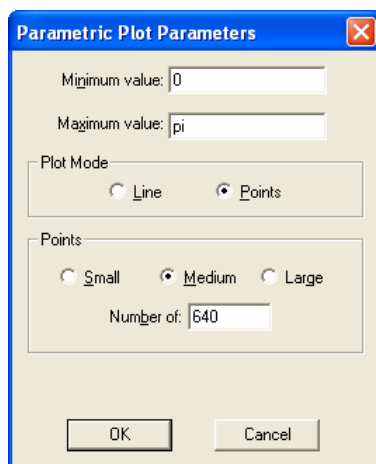 Parametric Plot Parameters
Minimum value: 0
Maximum value: pi
Plot Mode
Line Points
Points
Small Medium Large
Number of: 640
OK Cancel